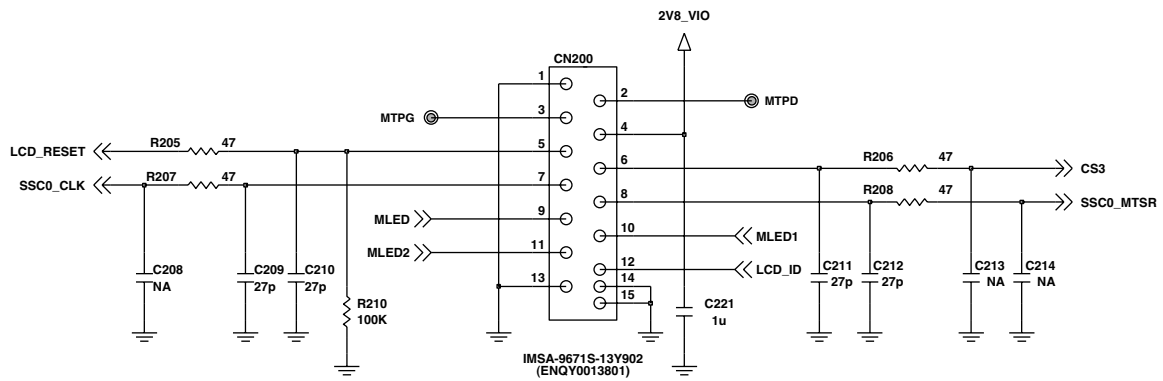 2V8_VIO
CN200
1
2
MTPD
MTPG
3
4
LCD_RESET
R205 47
5
6
R206 47
CS3
SSC0_CLK
R207 47
7
8
R208 47
SSC0_MTSR
MLED
9
10
MLED1
MLED2
11
12
LCD_ID
13
14
15
C208
NA
C209
27p
C210
27p
R210
100K
C221
1u
C211
27p
C212
27p
C213
NA
C214
NA
IMSA-9671S-13Y902
(ENQY0013801)